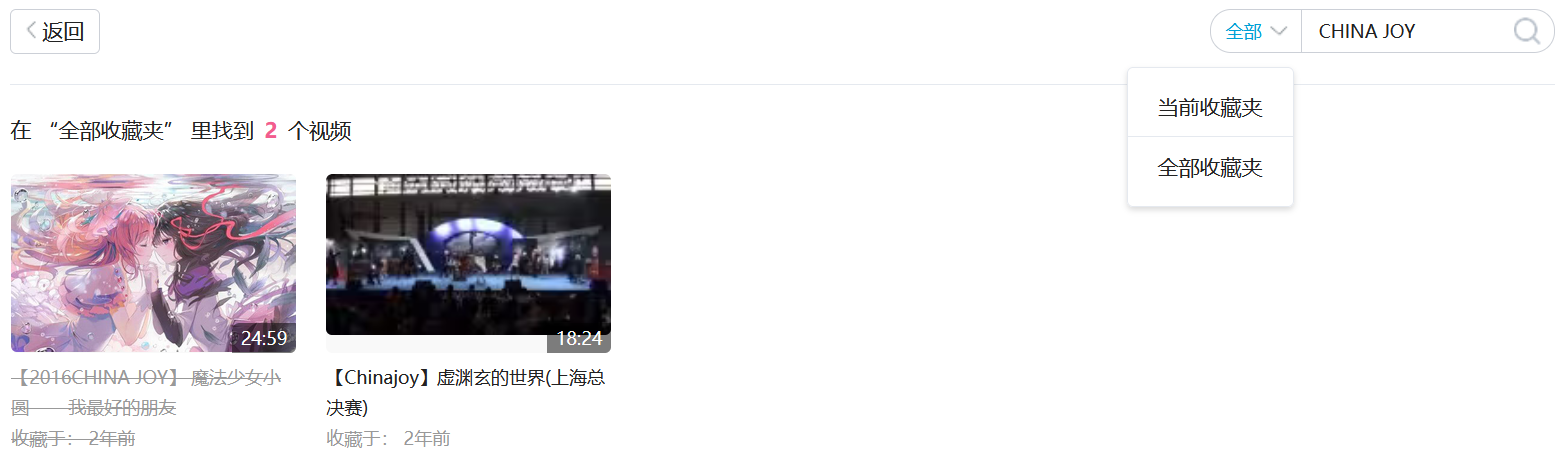 返回
全部
CHINA JOY
当前收藏夹
全部收藏夹
在 “全部收藏夹” 里找到 2 个视频
24:59
18:24
【2016CHINA JOY】 魔法少女小
圆——我最好的朋友
收藏于： 2年前
【Chinajoy】虚渊玄的世界(上海总
决赛)
收藏于： 2年前